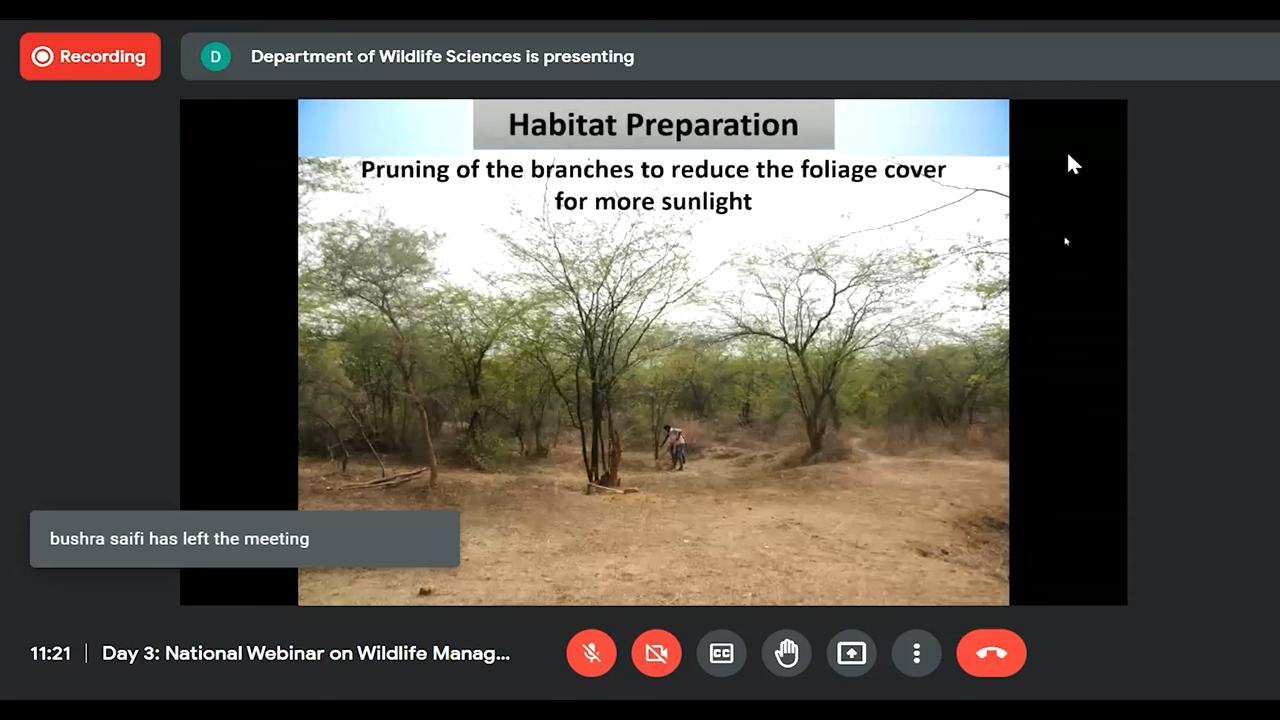 Recording
D
Department of Wildlife Sciences is presenting
Habitat Preparation
Pruning of the branches to reduce the foliage cover
for more sunlight
bushra saifi has left the meeting
11:21 | Day 3: National Webinar on Wildlife Manag...
CC